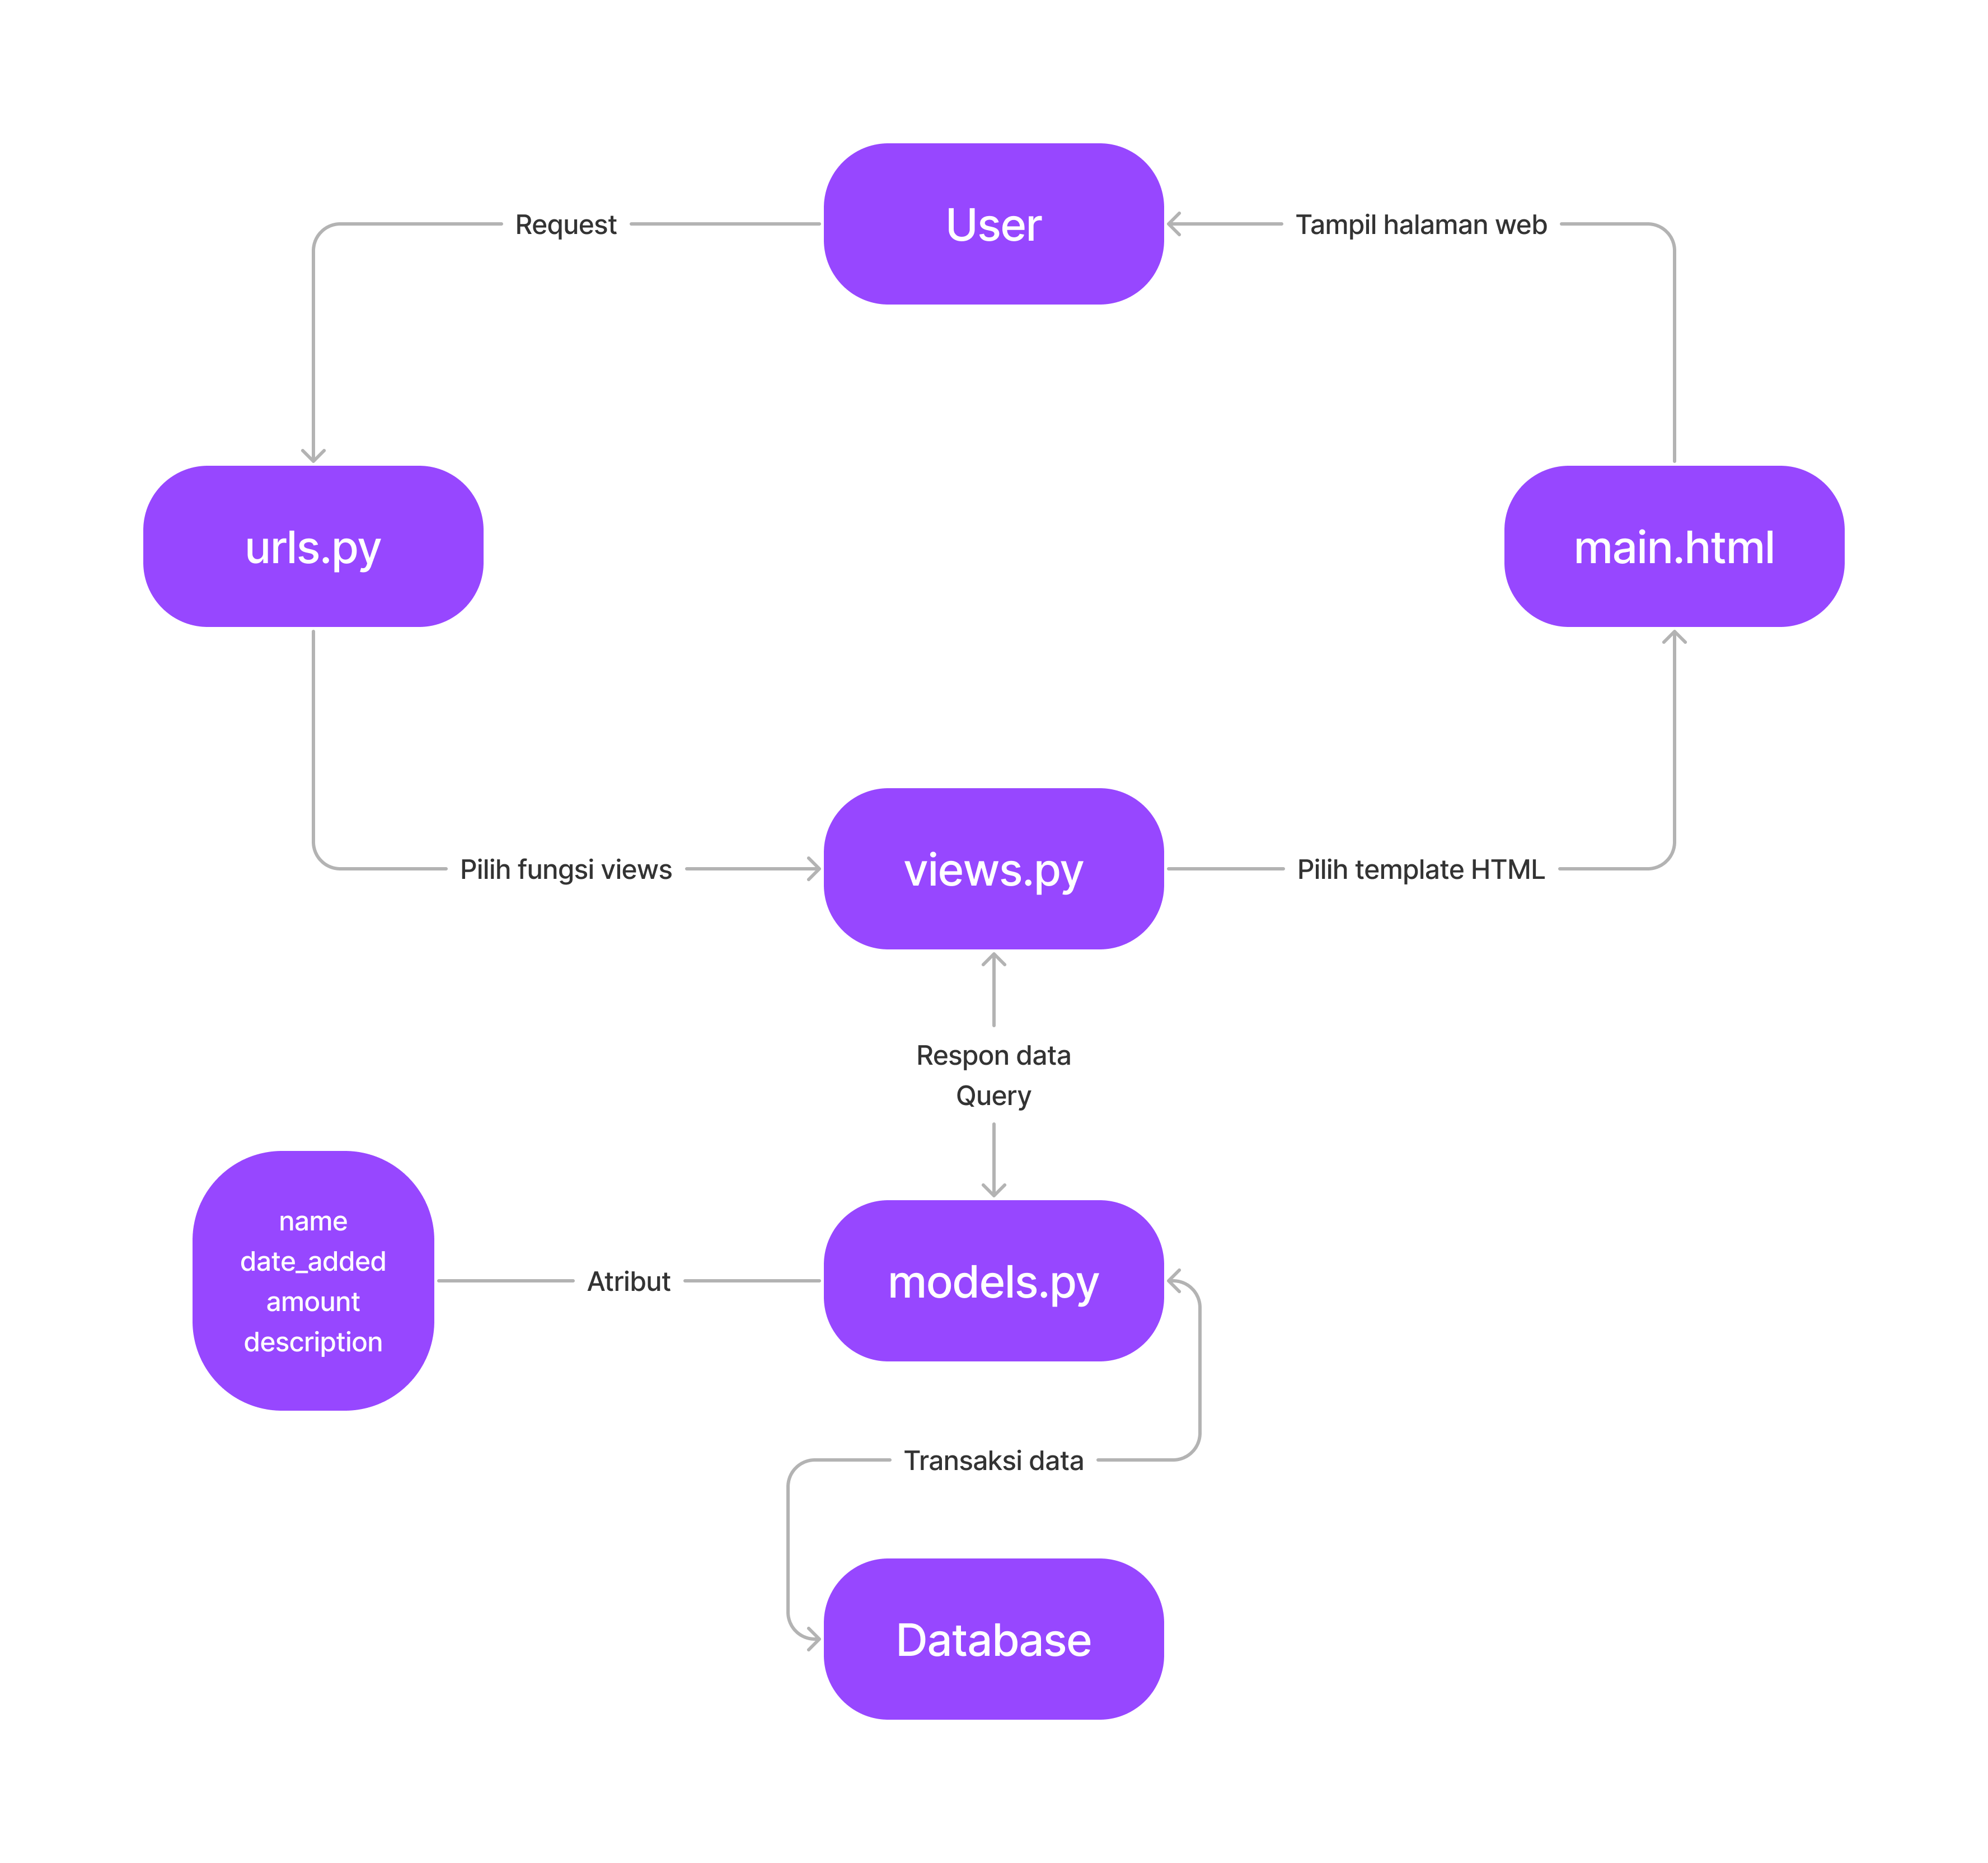 User
Request
Tampil halaman web
urls.py
main.html
Pilih fungsi views
views.py
Pilih template HTML
Respon data
Query
name
date_added
amount
description
Atribut
models.py
Transaksi data
Database